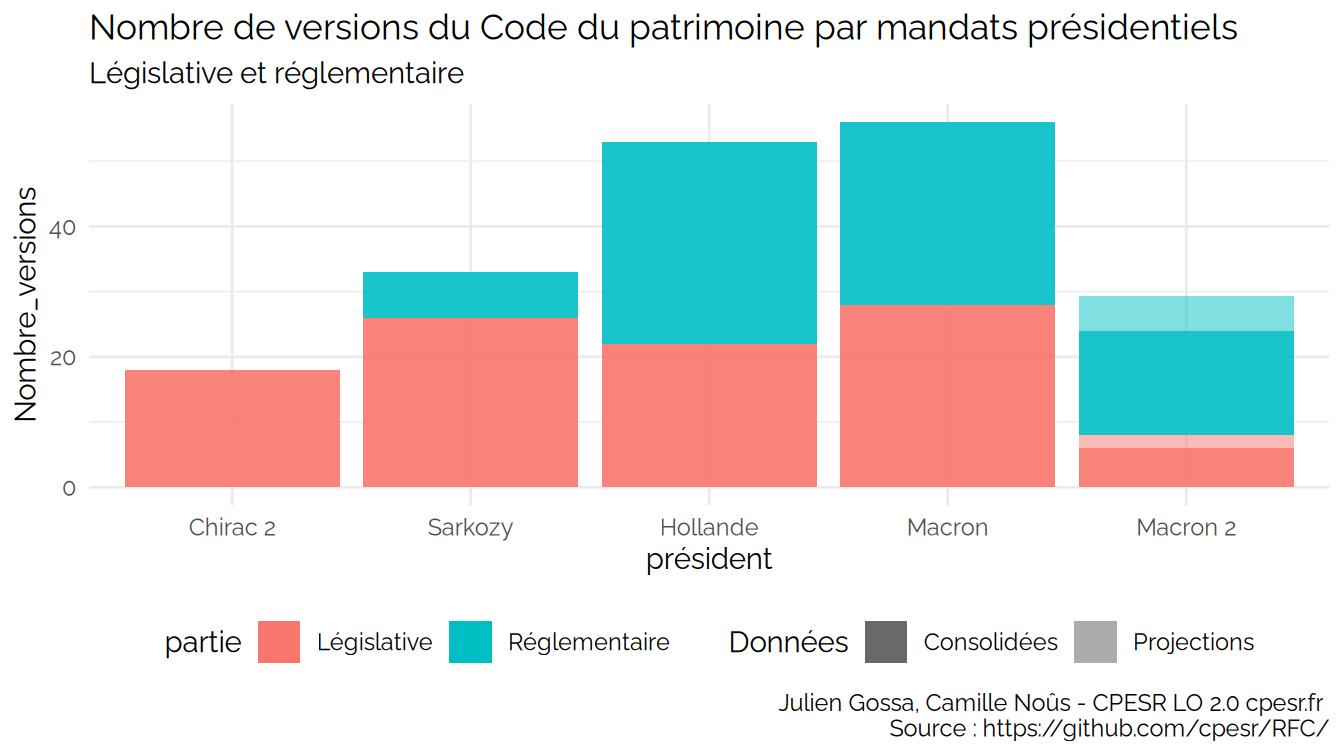 Nombre de versions du Code du patrimoine par mandats présidentiels
Législative et réglementaire
Nombre_versions
40
20
0
Chirac 2 Sarkozy Hollande Macron Macron 2
président
partie Législative Réglementaire Données Consolidées Projections
Julien Gossa, Camille Noûs - CPESR LO 2.0 cpesr.fr
Source : https://github.com/cpesr/RFC/